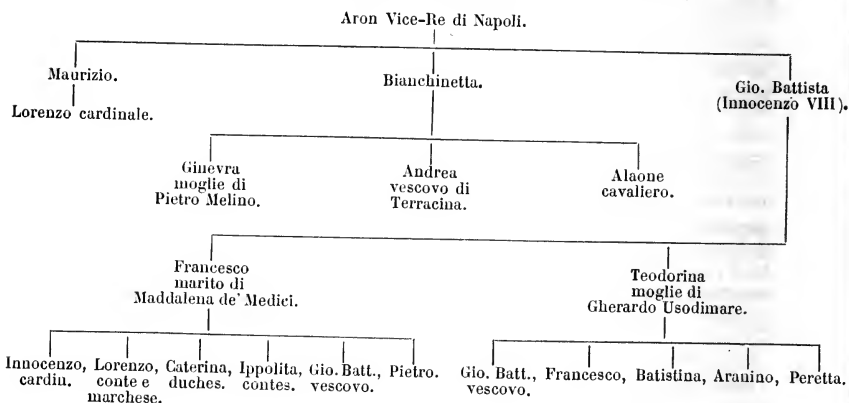 Aron Vice-Re di Napoli.
Maurizio.
Lorenzo cardinale.
Bianchinetta.
Gio. Battista
(Innocenzo VIII).
Ginevra
moglie di
Pietro Melino.
Andrea
vescovo di
Terracina.
Alaone
cavaliero.
Francesco
marito di
Maddalena de' Medici.
Teodorina
moglie di
Gherardo Usodimare.
Innocenzo,
cardin.
Lorenzo,
conte e
marchese.
Caterina,
duches.
Ippolita,
contes.
Gio. Batt.,
vescovo.
Pietro.
Gio. Batt.,
vescovo.
Francesco,
Batistina,
Aranino,
Peretta.